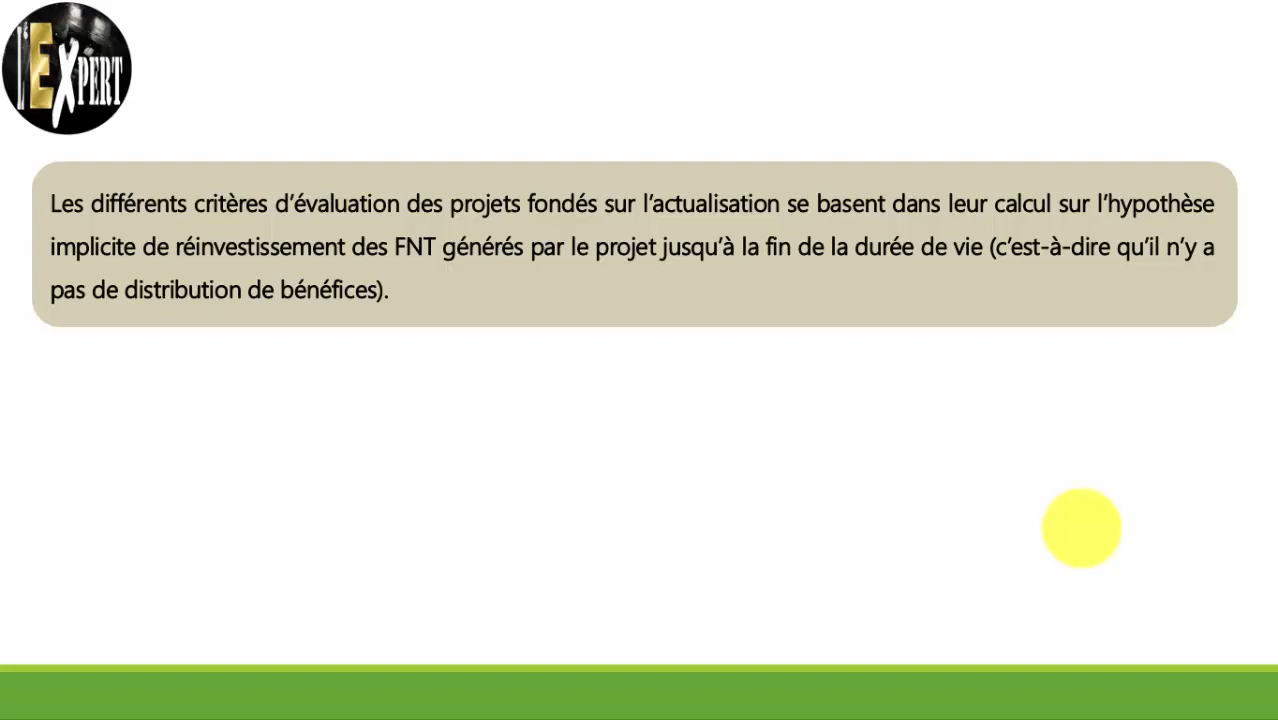 l'EXPERT
Les différents critères d’évaluation des projets fondés sur l’actualisation se basent dans leur calcul sur l’hypothèse
implicite de réinvestissement des FNT générés par le projet jusqu’à la fin de la durée de vie (c’est-à-dire qu’il n’y a
pas de distribution de bénéfices).